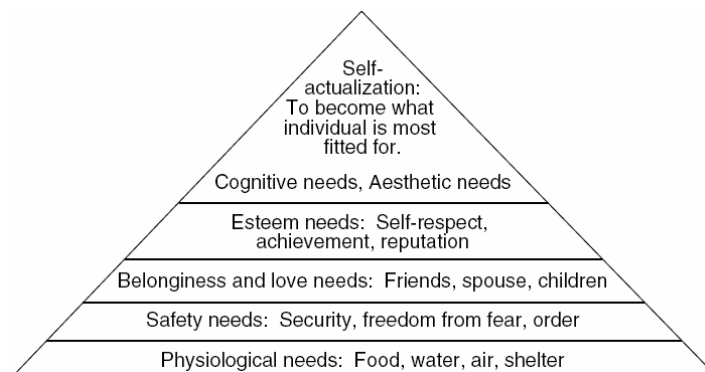 Self-
actualization:
To become what
individual is most
fitted for.
Cognitive needs, Aesthetic needs
Esteem needs: Self-respect,
achievement, reputation
Belonginess and love needs: Friends, spouse, children
Safety needs: Security, freedom from fear, order
Physiological needs: Food, water, air, shelter